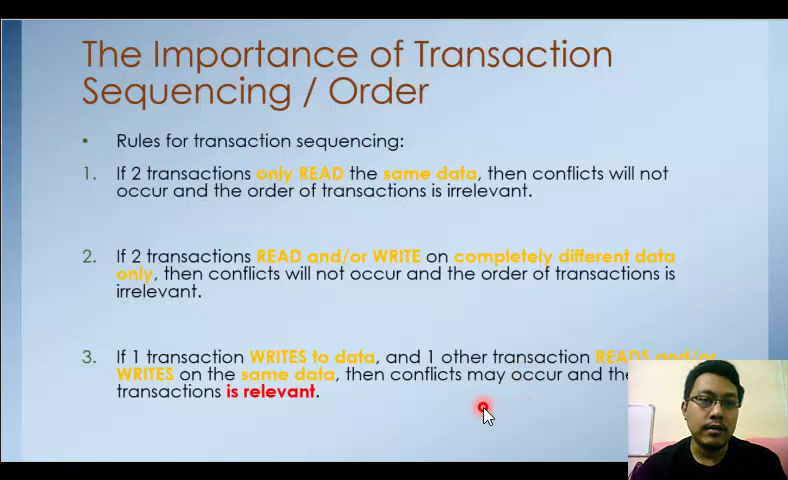 The Importance of Transaction
Sequencing / Order
• Rules for transaction sequencing:
1. If 2 transactions only READ the same data, then conflicts will not
occur and the order of transactions is irrelevant.
2. If 2 transactions READ and/or WRITE on completely different data
only, then conflicts will not occur and the order of transactions is
irrelevant.
3. If 1 transaction WRITES to data, and 1 other transaction READS and/or
WRITES on the same data, then conflicts may occur and the
transactions is relevant.